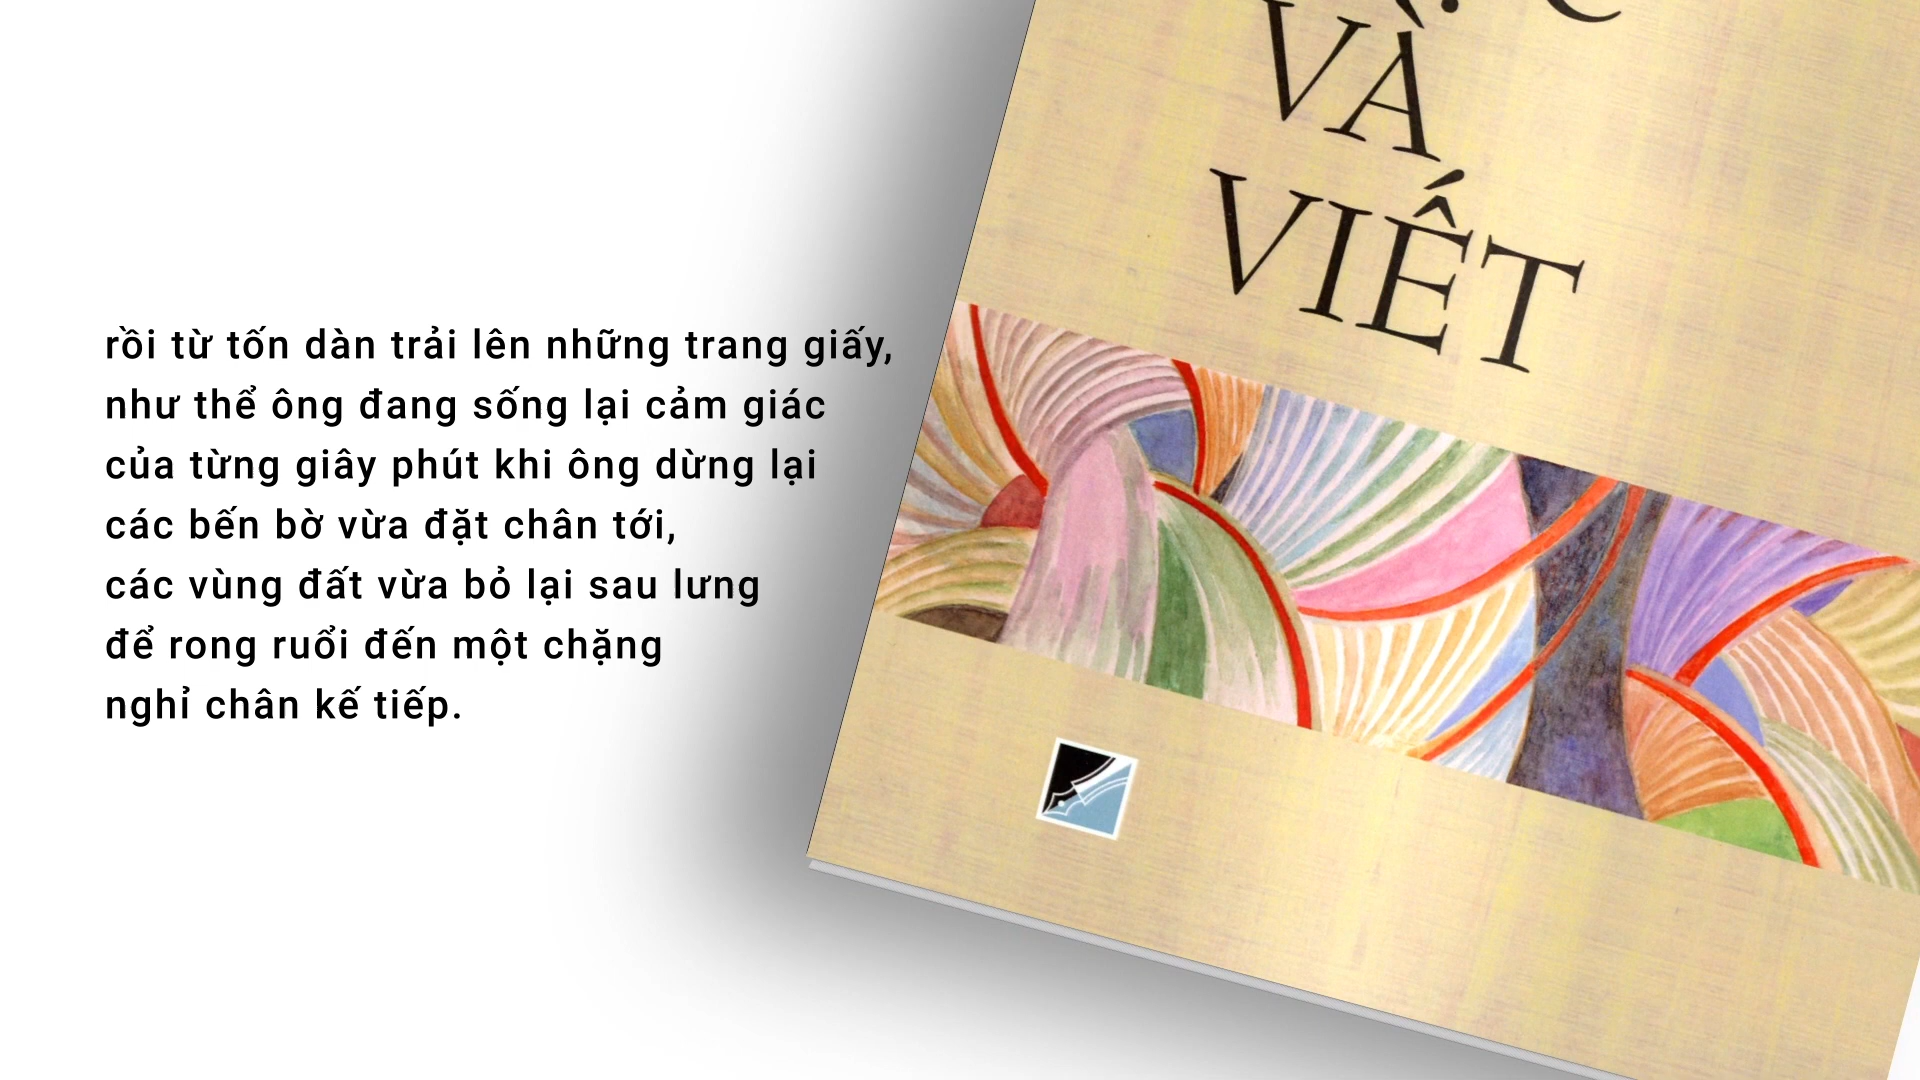 rồi từ tốn dàn trải lên những trang giấy,
như thể ông đang sống lại cảm giác
của từng giây phút khi ông dừng lại
các bến bờ vừa đặt chân tới,
các vùng đất vừa bỏ lại sau lưng
để rong ruổi đến một chặng
nghỉ chân kế tiếp.
VÀ
VIẾT